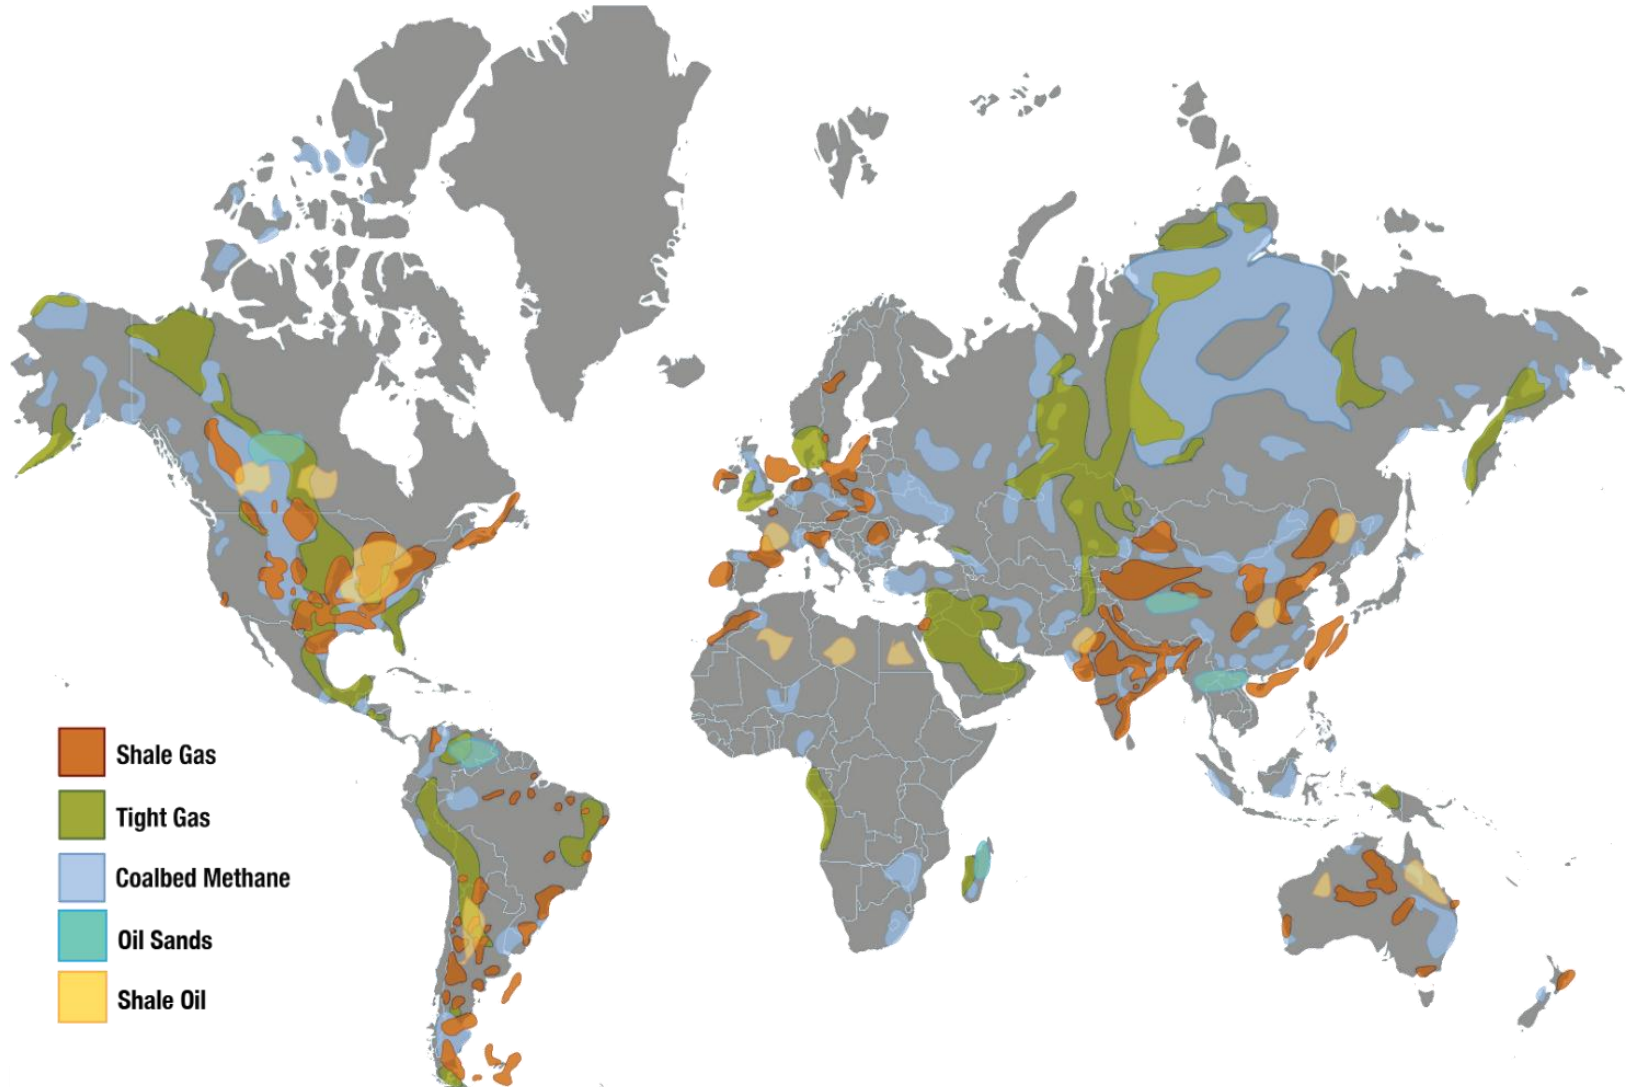 Shale Gas
Tight Gas
Coalbed Methane
Oil Sands
Shale Oil